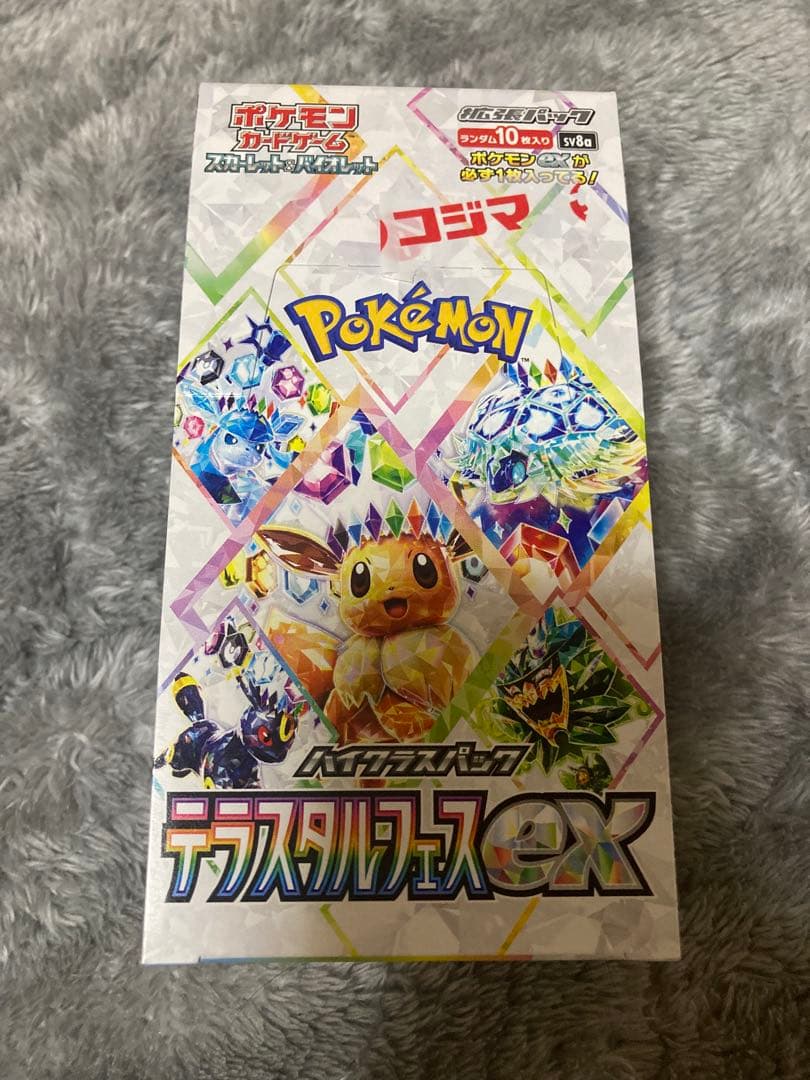 ポケモン
カードゲーム
スカーレット&バイオレット
拡張パック
ランダム10枚入り sv8a
ポケモンexが
必ず1枚入ってる!
コジマ
POKéMON
TM
ハイクラスパック
テラスタルフェスex